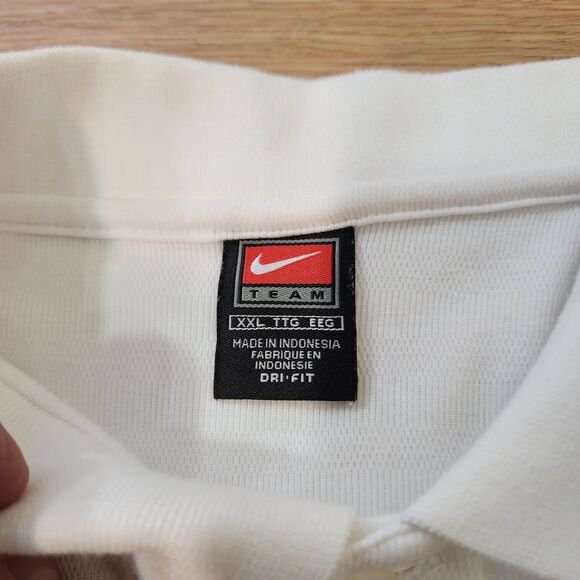 TEAM
XXL TTG EEG
MADE IN INDONESIA
FABRIQUE EN
INDONESIE
DRI·FIT